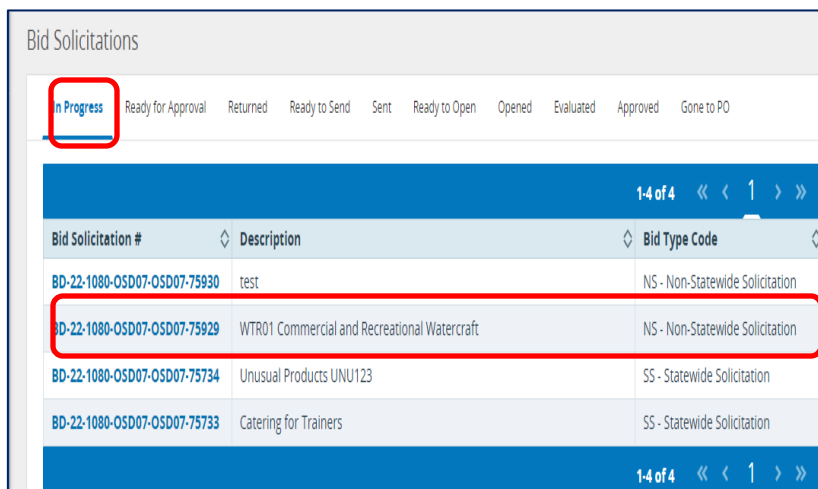 Bid Solicitations
In Progress Ready for Approval Returned Ready to Send Sent Ready to Open Opened Evaluated Approved Gone to PO
1-4 of 4 « ‹ 1 › »
Bid Solicitation # Description Bid Type Code
BD-22-1080-OSD07-OSD07-75930 test NS - Non-Statewide Solicitation
BD-22-1080-OSD07-OSD07-75929 WTR01 Commercial and Recreational Watercraft NS - Non-Statewide Solicitation
BD-22-1080-OSD07-OSD07-75734 Unusual Products UNU123 SS - Statewide Solicitation
BD-22-1080-OSD07-OSD07-75733 Catering for Trainers SS - Statewide Solicitation
1-4 of 4 « ‹ 1 › »